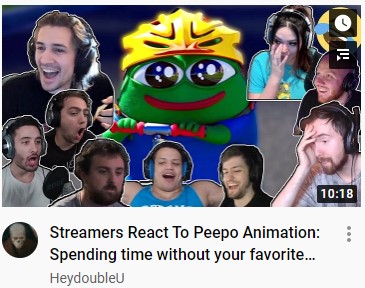 10:18
Streamers React To Peepo Animation:
Spending time without your favorite...
HeydoubleU